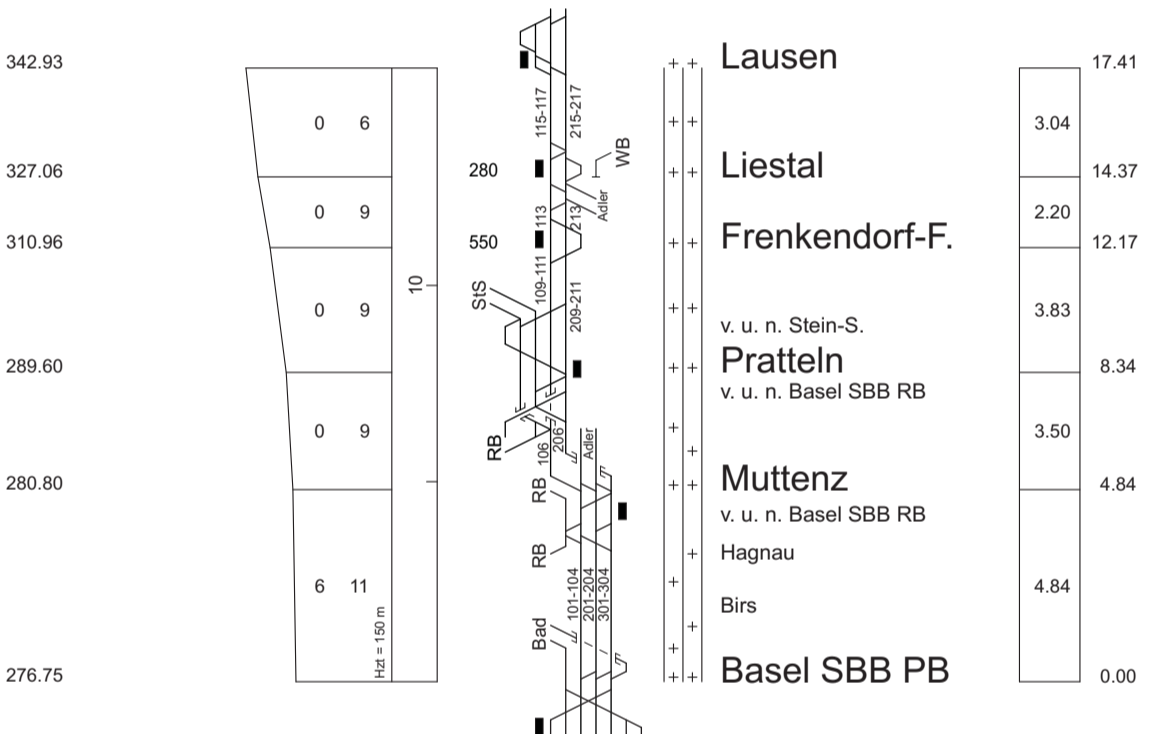 342.93 Lausen 17.41
0 6 115-117 215-217 3.04
WB
327.06 280 Liestal 14.37
Adler
0 9 113 213 2.20
310.96 550 Frenkendorf-F. 12.17
10 StS 109-111 209-211
0 9 3.83
v. u. n. Stein-S.
289.60 Pratteln 8.34
v. u. n. Basel SBB RB
0 9 RB 106 206 Adler 3.50
280.80 RB Muttenz 4.84
v. u. n. Basel SBB RB
RB Hagnau
6 11 101-104 201-204 301-304 4.84
Birs
Hzt = 150 m Bad
276.75 Basel SBB PB 0.00